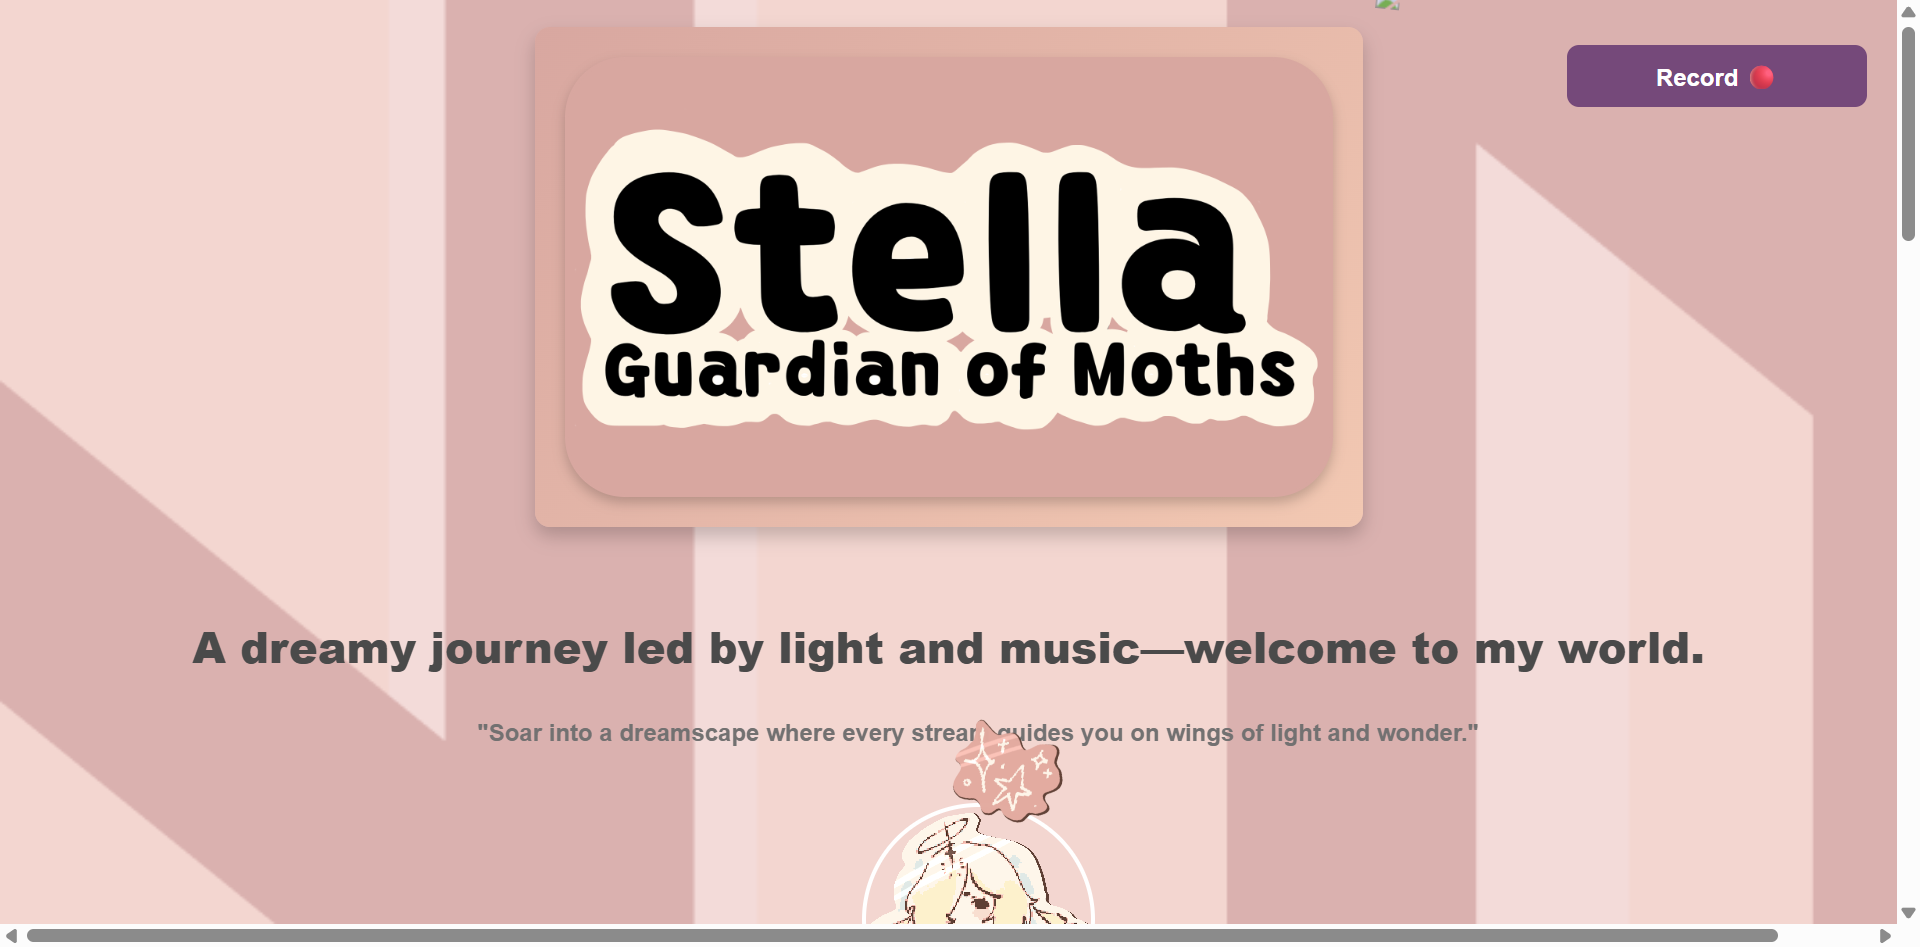 Record
Stella
Guardian of Moths
A dreamy journey led by light and music—welcome to my world.
"Soar into a dreamscape where every stream guides you on wings of light and wonder."